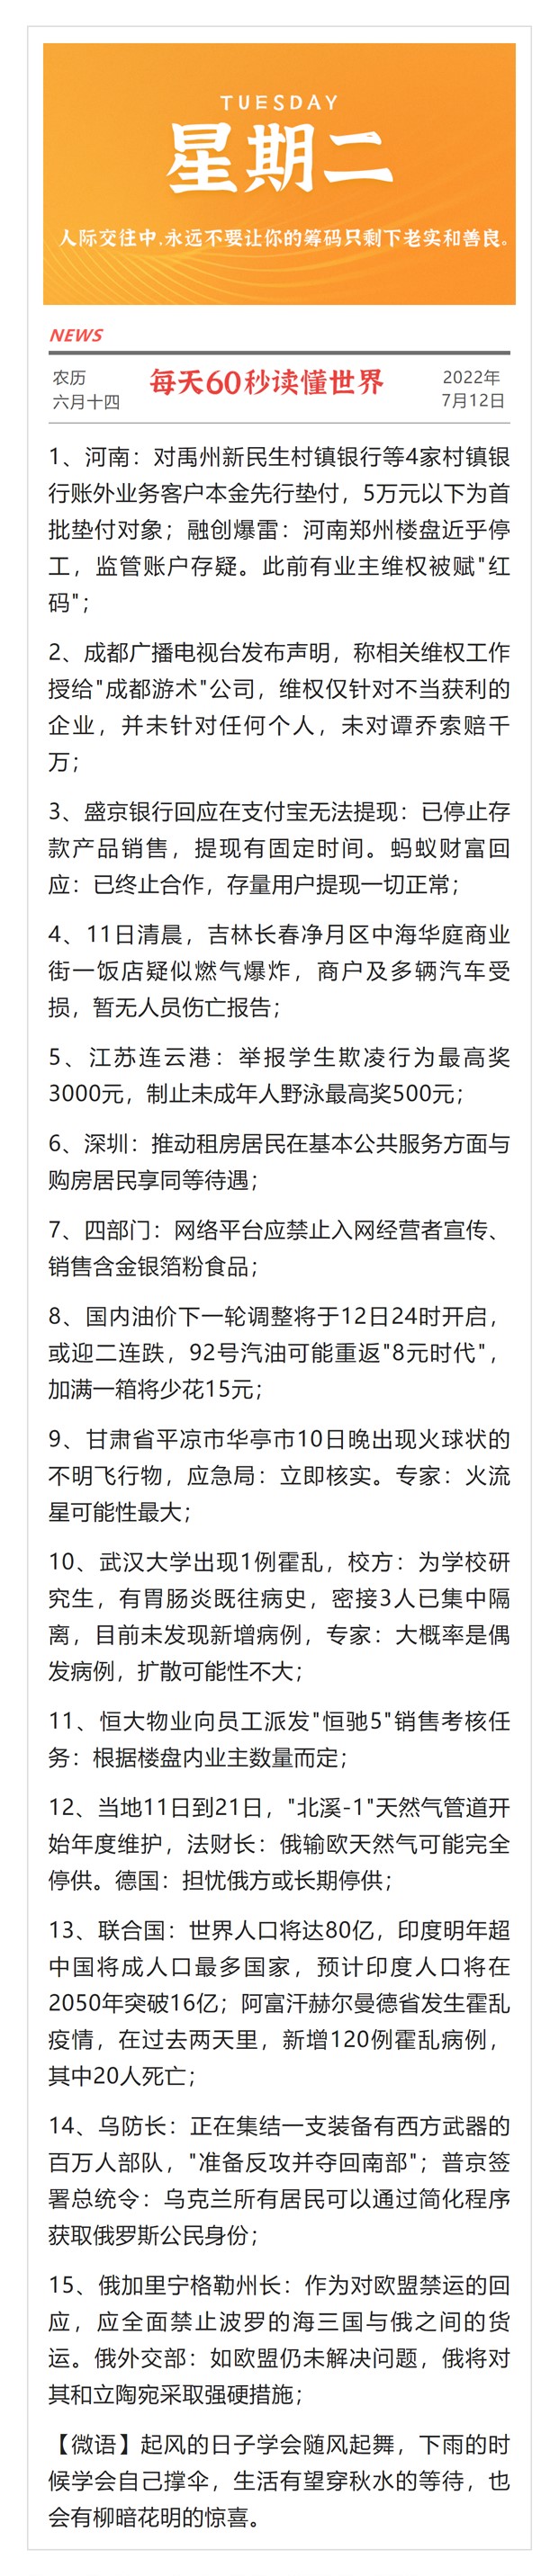 TUESDAY
星期二
人际交往中,永远不要让你的筹码只剩下老实和善良。
NEWS
农历
六月十四
每天60秒读懂世界
2022年
7月12日
1、河南：对禹州新民生村镇银行等4家村镇银
行账外业务客户本金先行垫付，5万元以下为首
批垫付对象；融创爆雷：河南郑州楼盘近乎停
工，监管账户存疑。此前有业主维权被赋"红
码"；
2、成都广播电视台发布声明，称相关维权工作
授给"成都游术"公司，维权仅针对不当获利的
企业，并未针对任何个人，未对谭乔索赔千
万；
3、盛京银行回应在支付宝无法提现：已停止存
款产品销售，提现有固定时间。蚂蚁财富回
应：已终止合作，存量用户提现一切正常；
4、11日清晨，吉林长春净月区中海华庭商业
街一饭店疑似燃气爆炸，商户及多辆汽车受
损，暂无人员伤亡报告；
5、江苏连云港：举报学生欺凌行为最高奖
3000元，制止未成年人野泳最高奖500元；
6、深圳：推动租房居民在基本公共服务方面与
购房居民享同等待遇；
7、四部门：网络平台应禁止入网经营者宣传、
销售含金银箔粉食品；
8、国内油价下一轮调整将于12日24时开启，
或迎二连跌，92号汽油可能重返"8元时代"，
加满一箱将少花15元；
9、甘肃省平凉市华亭市10日晚出现火球状的
不明飞行物，应急局：立即核实。专家：火流
星可能性最大；
10、武汉大学出现1例霍乱，校方：为学校研
究生，有胃肠炎既往病史，密接3人已集中隔
离，目前未发现新增病例，专家：大概率是偶
发病例，扩散可能性不大；
11、恒大物业向员工派发"恒驰5"销售考核任
务：根据楼盘内业主数量而定；
12、当地11日到21日，"北溪-1"天然气管道开
始年度维护，法财长：俄输欧天然气可能完全
停供。德国：担忧俄方或长期停供；
13、联合国：世界人口将达80亿，印度明年超
中国将成人口最多国家，预计印度人口将在
2050年突破16亿；阿富汗赫尔曼德省发生霍乱
疫情，在过去两天里，新增120例霍乱病例，
其中20人死亡；
14、乌防长：正在集结一支装备有西方武器的
百万人部队，"准备反攻并夺回南部"；普京签
署总统令：乌克兰所有居民可以通过简化程序
获取俄罗斯公民身份；
15、俄加里宁格勒州长：作为对欧盟禁运的回
应，应全面禁止波罗的海三国与俄之间的货
运。俄外交部：如欧盟仍未解决问题，俄将对
其和立陶宛采取强硬措施；
【微语】起风的日子学会随风起舞，下雨的时
候学会自己撑伞，生活有望穿秋水的等待，也
会有柳暗花明的惊喜。